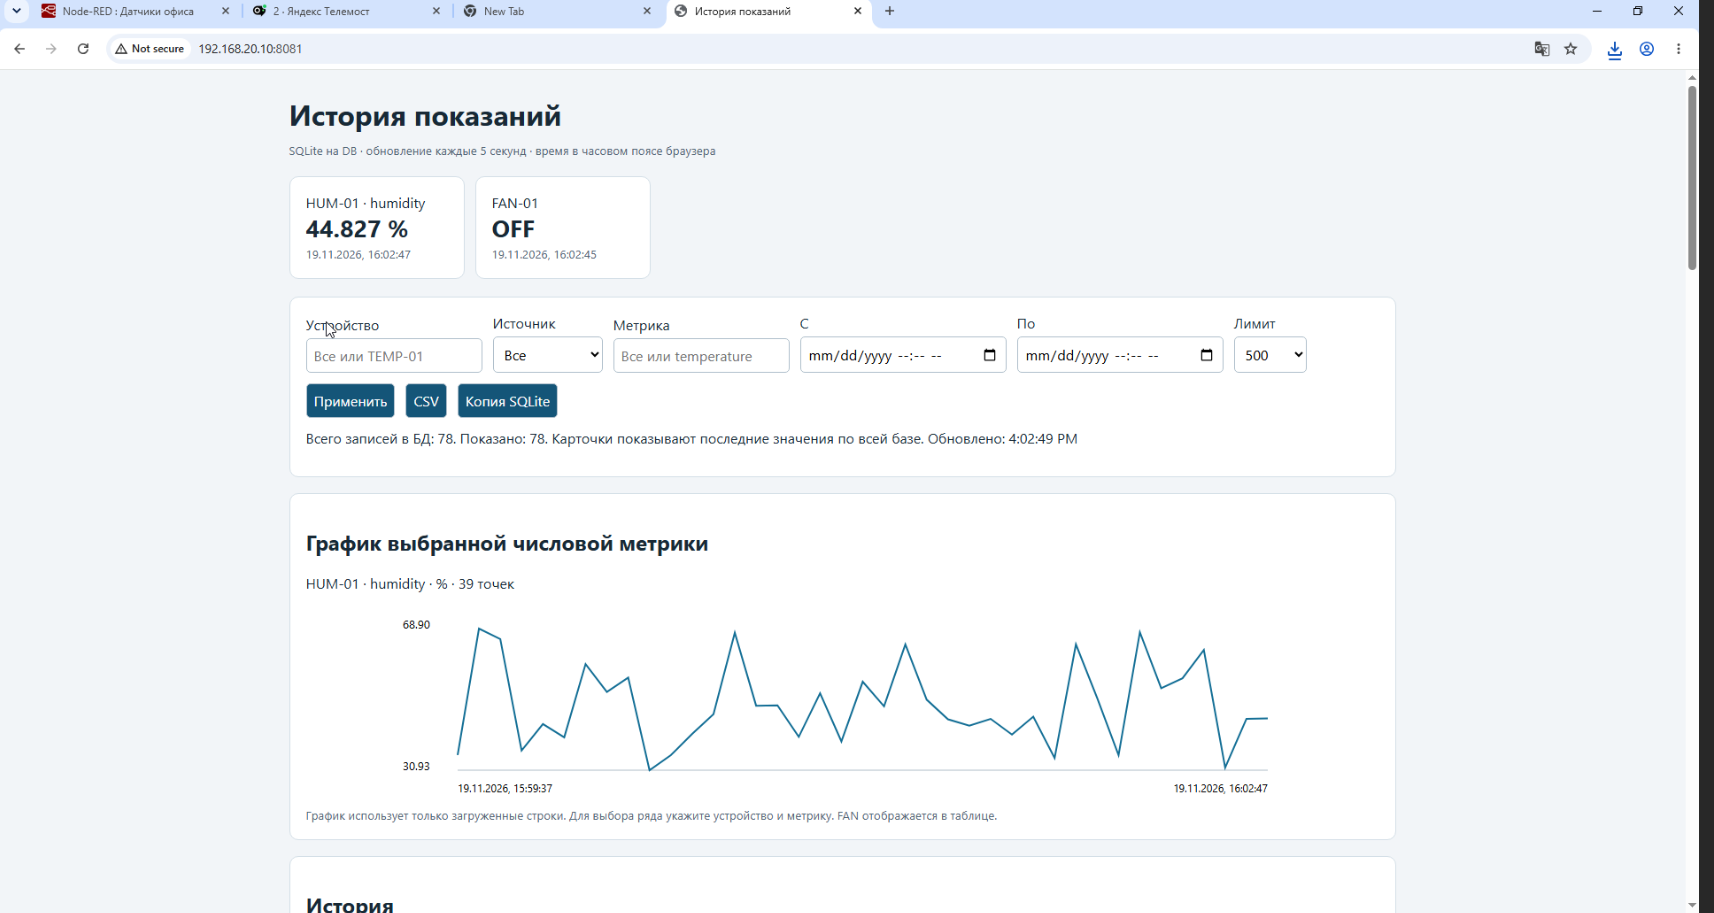 Node-RED : Датчики офиса
2 - Яндекс Телемост
New Tab
История показаний
Not secure
192.168.20.10:8081
История показаний
SQLite на DB · обновление каждые 5 секунд · время в часовом поясе браузера
HUM-01 · humidity
44.827 %
19.11.2026, 16:02:47
FAN-01
OFF
19.11.2026, 16:02:45
Устройство
Источник
Метрика
С
По
Лимит
Все или TEMP-01
Все
Все или temperature
mm/dd/yyyy --:-- --
mm/dd/yyyy --:-- --
500
Применить
CSV
Копия SQLite
Всего записей в БД: 78. Показано: 78. Карточки показывают последние значения по всей базе. Обновлено: 4:02:49 PM
График выбранной числовой метрики
HUM-01 · humidity · % · 39 точек
68.90
30.93
19.11.2026, 15:59:37
19.11.2026, 16:02:47
График использует только загруженные строки. Для выбора ряда укажите устройство и метрику. FAN отображается в таблице.
История